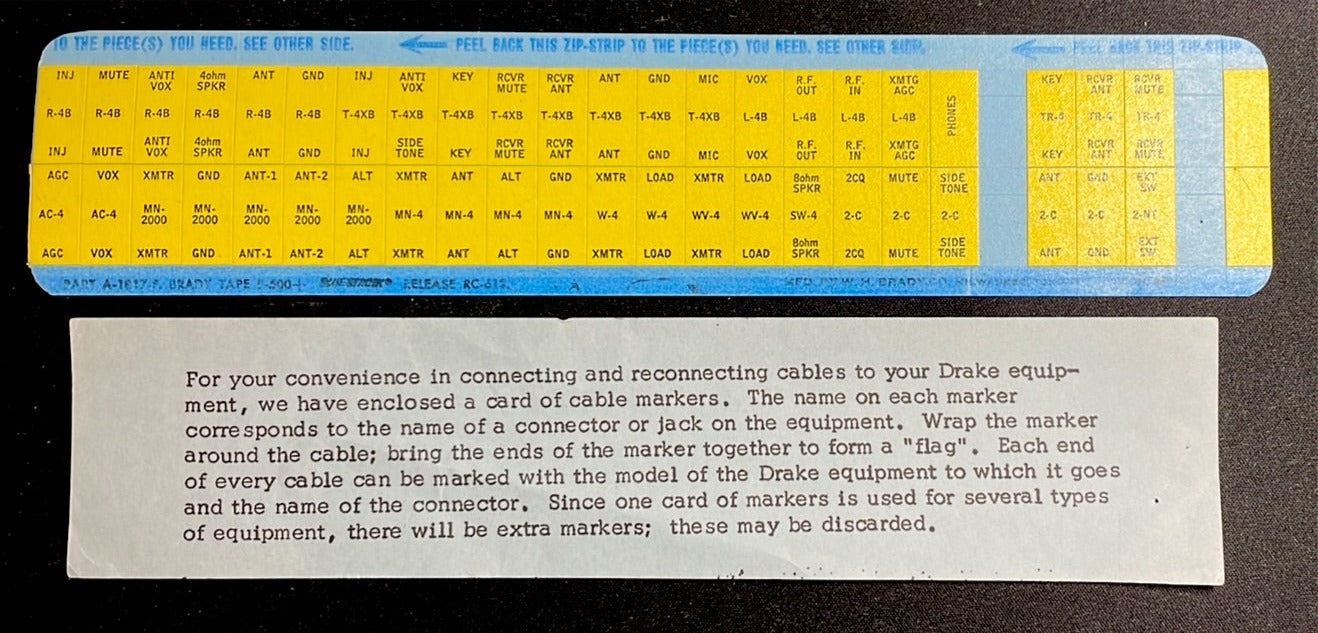 TO THE PIECE(S) YOU NEED. SEE OTHER SIDE. PEEL BACK THIS ZIP-STRIP TO THE PIECE(S) YOU NEED. SEE OTHER SIDE. PEEL BACK THIS ZIP-STRIP
INJ MUTE ANTI VOX 4ohm SPKR ANT GND INJ ANTI VOX KEY RCVR MUTE RCVR ANT ANT GND MIC VOX R.F. OUT R.F. IN XMTG AGC PHONES KEY RCVR ANT RCVR MUTE
R-4B R-4B R-4B R-4B R-4B R-4B T-4XB T-4XB T-4XB T-4XB T-4XB T-4XB T-4XB T-4XB L-4B L-4B L-4B L-4B TR-4 TR-4
INJ MUTE ANTI VOX 4ohm SPKR ANT GND INJ SIDE TONE KEY RCVR MUTE RCVR ANT ANT GND MIC VOX R.F. OUT R.F. IN XMTG AGC KEY RCVR ANT RCVR MUTE
AGC VOX XMTR GND ANT-1 ANT-2 ALT XMTR ANT ALT GND XMTR LOAD XMTR LOAD 8ohm SPKR 2CQ MUTE SIDE TONE ANT GND EXT SW
AC-4 AC-4 MN-2000 MN-2000 MN-2000 MN-2000 MN-2000 MN-4 MN-4 MN-4 MN-4 W-4 W-4 WV-4 WV-4 SW-4 2-C 2-C 2-C 2-C 2-C 2-NT
AGC VOX XMTR GND ANT-1 ANT-2 ALT XMTR ANT ALT GND XMTR LOAD XMTR LOAD 8ohm SPKR 2CQ MUTE SIDE TONE ANT GND EXT SW
PART A-1617-F. BRADY TAPE RELEASE MFD. BY W. H. BRADY CO.
For your convenience in connecting and reconnecting cables to your Drake equip-
ment, we have enclosed a card of cable markers. The name on each marker
corresponds to the name of a connector or jack on the equipment. Wrap the marker
around the cable; bring the ends of the marker together to form a "flag". Each end
of every cable can be marked with the model of the Drake equipment to which it goes
and the name of the connector. Since one card of markers is used for several types
of equipment, there will be extra markers; these may be discarded.